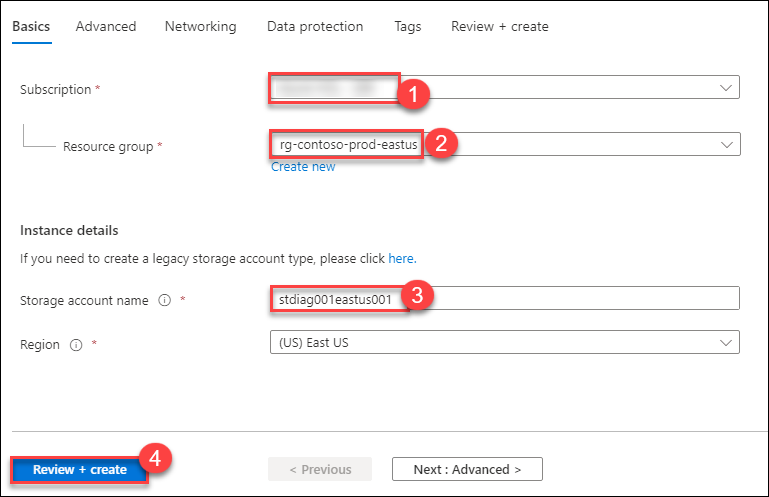 Basics Advanced Networking Data protection Tags Review + create
Subscription *
1
Resource group * rg-contoso-prod-eastus 2
Create new
Instance details
If you need to create a legacy storage account type, please click here.
Storage account name * stdiag001eastus001 3
Region * (US) East US
4
Review + create < Previous Next : Advanced >